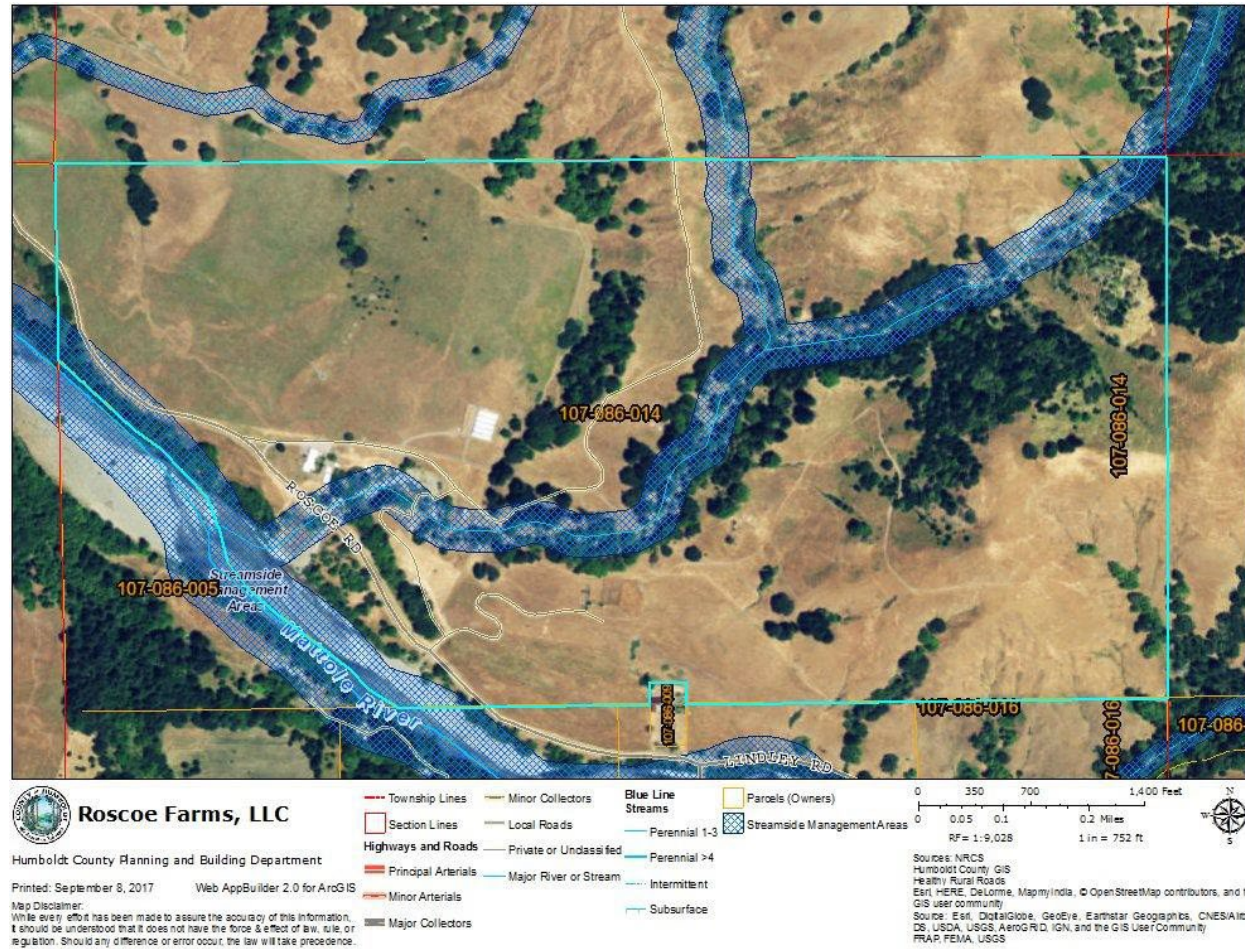 107-086-014
107-086-014
ROSCOE RD
107-086-005
Streamside
Management
Areas
Mattole River
107-086-009
107-086-016
107-086-016
107-086-
LINDLEY RD
Roscoe Farms, LLC
Humboldt County Planning and Building Department
Printed: September 8, 2017 Web AppBuilder 2.0 for ArcGIS
Map Disclaimer:
While every effort has been made to assure the accuracy of this information,
it should be understood that it does not have the force & effect of law, rule, or
regulation. Should any difference or error occur, the law will take precedence.
Township Lines
Section Lines
Highways and Roads
Principal Arterials
Minor Arterials
Major Collectors
Minor Collectors
Local Roads
Private or Unclassified
Major River or Stream
Blue Line
Streams
Perennial 1-3
Perennial >4
Intermittent
Subsurface
Parcels (Owners)
Streamside Management Areas
0 350 700 1,400 Feet
0 0.05 0.1 0.2 Miles
RF= 1:9,028 1 in = 752 ft
N
W
S
Sources: NRCS
Humboldt County GIS
Healthy Rural Roads
Esri, HERE, DeLorme, MapmyIndia, © OpenStreetMap contributors, and
GIS user community
Source: Esri, DigitalGlobe, GeoEye, Earthstar Geographics, CNES/Airb
DS, USDA, USGS, AeroGRID, IGN, and the GIS User Community
FRAP, FEMA, USGS